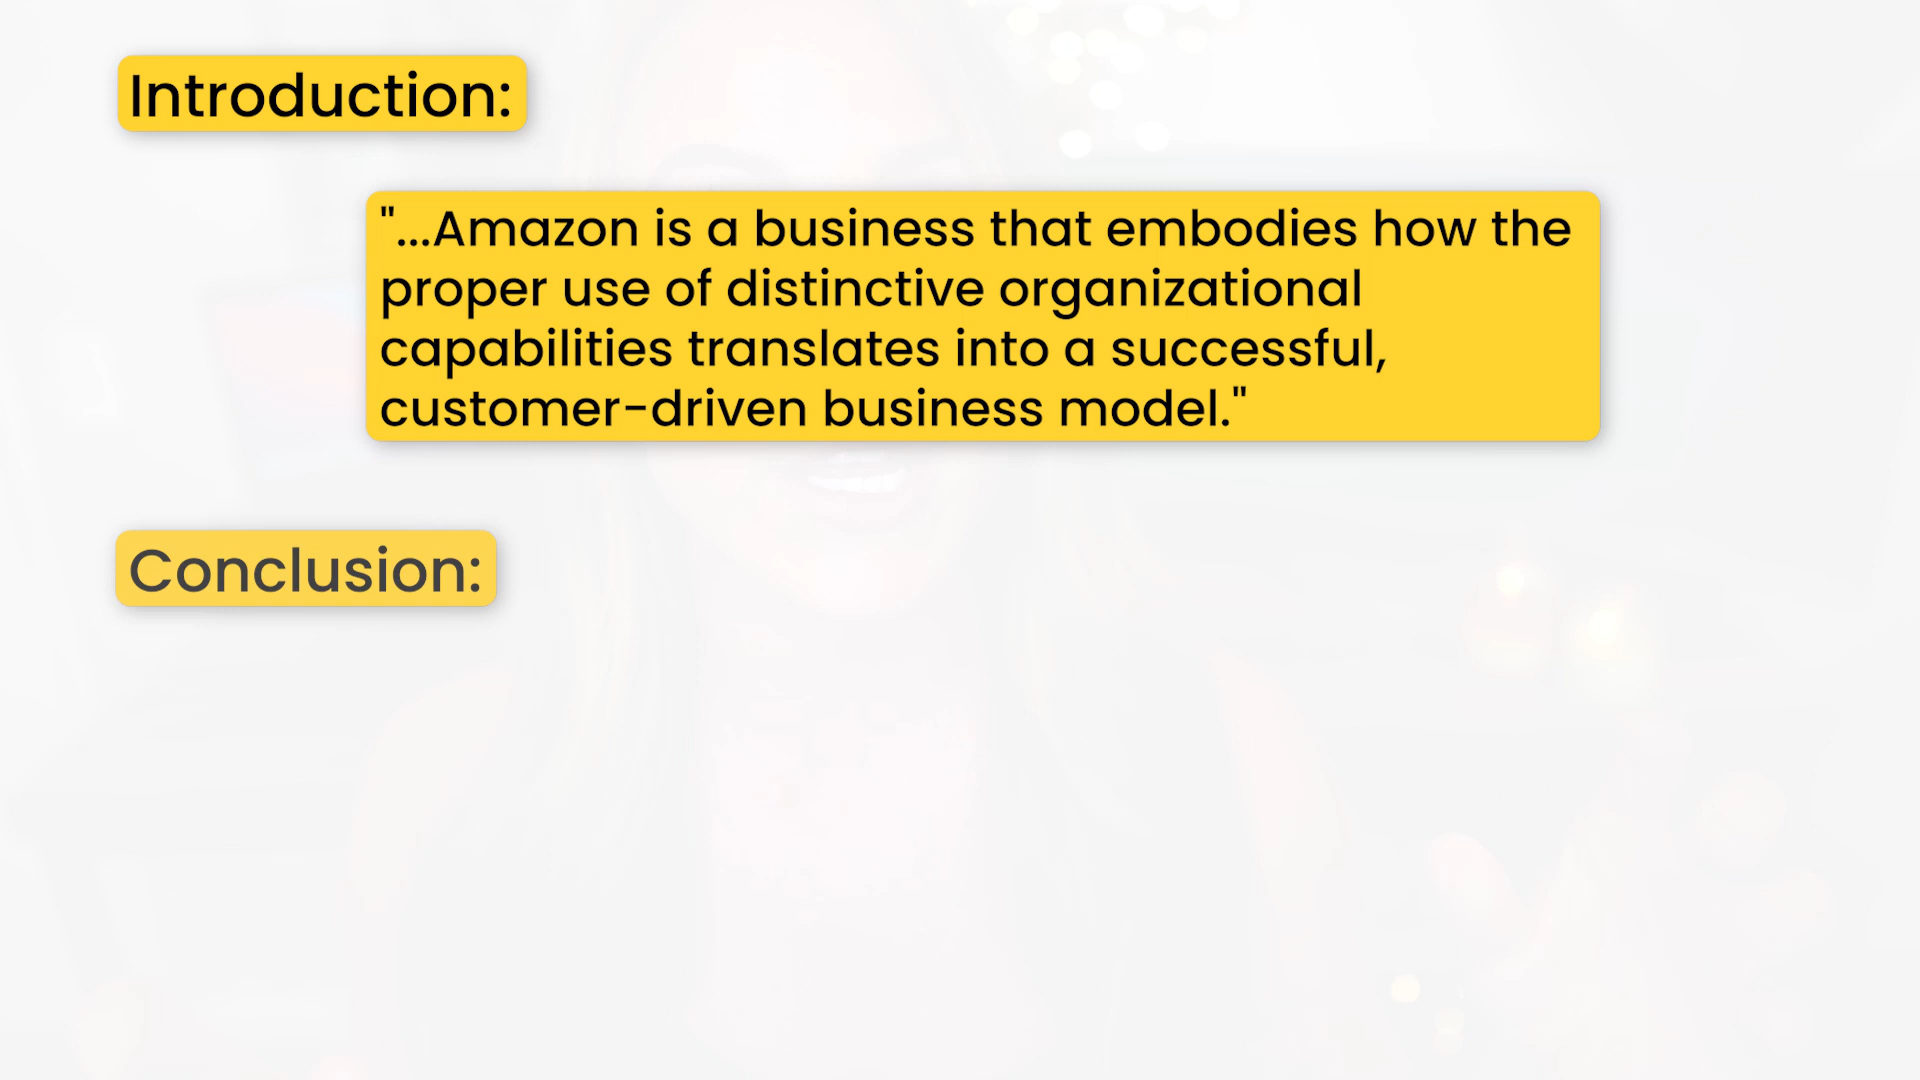 Introduction:
"...Amazon is a business that embodies how the
proper use of distinctive organizational
capabilities translates into a successful,
customer-driven business model."
Conclusion: